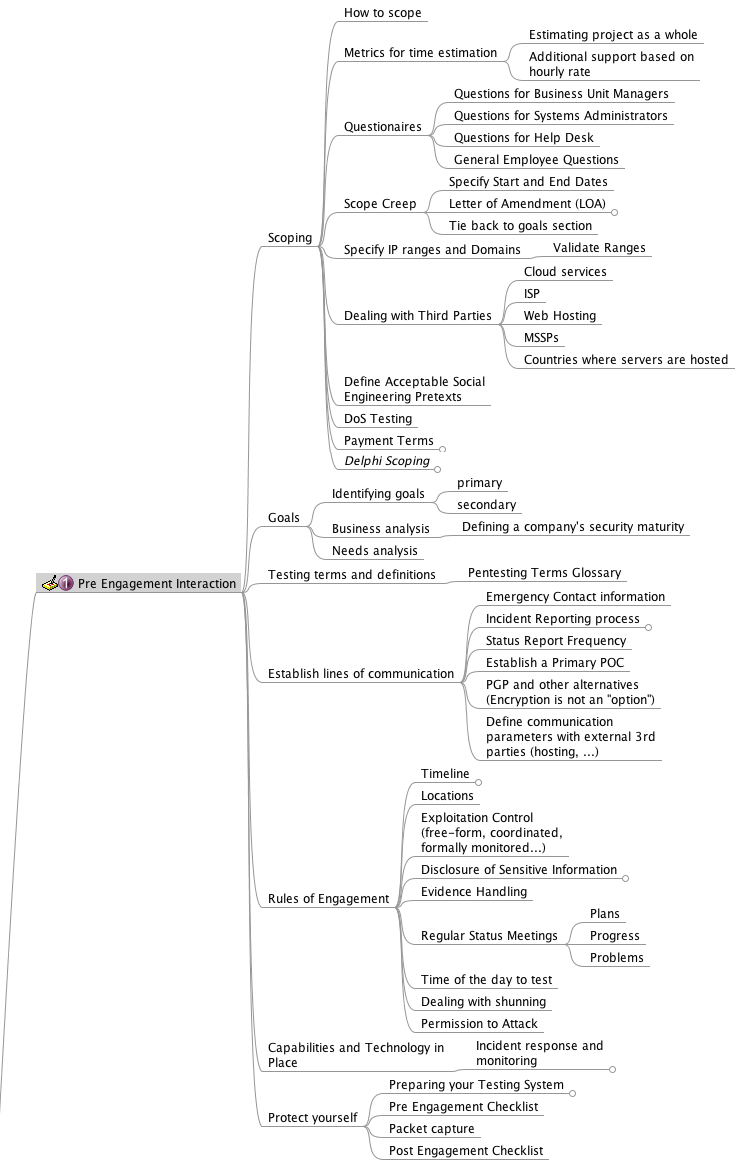 How to scope
Estimating project as a whole
Metrics for time estimation
Additional support based on
hourly rate
Questions for Business Unit Managers
Questions for Systems Administrators
Questionaires
Questions for Help Desk
General Employee Questions
Specify Start and End Dates
Scope Creep
Letter of Amendment (LOA)
Tie back to goals section
Scoping
Specify IP ranges and Domains
Validate Ranges
Cloud services
ISP
Dealing with Third Parties
Web Hosting
MSSPs
Countries where servers are hosted
Define Acceptable Social
Engineering Pretexts
DoS Testing
Payment Terms
Delphi Scoping
primary
Identifying goals
secondary
Goals
Business analysis
Defining a company's security maturity
Needs analysis
Testing terms and definitions
Pentesting Terms Glossary
1 Pre Engagement Interaction
Emergency Contact information
Incident Reporting process
Status Report Frequency
Establish a Primary POC
Establish lines of communication
PGP and other alternatives
(Encryption is not an "option")
Define communication
parameters with external 3rd
parties (hosting, ...)
Timeline
Locations
Exploitation Control
(free-form, coordinated,
formally monitored...)
Disclosure of Sensitive Information
Evidence Handling
Rules of Engagement
Plans
Regular Status Meetings
Progress
Problems
Time of the day to test
Dealing with shunning
Permission to Attack
Capabilities and Technology in
Place
Incident response and
monitoring
Preparing your Testing System
Pre Engagement Checklist
Protect yourself
Packet capture
Post Engagement Checklist